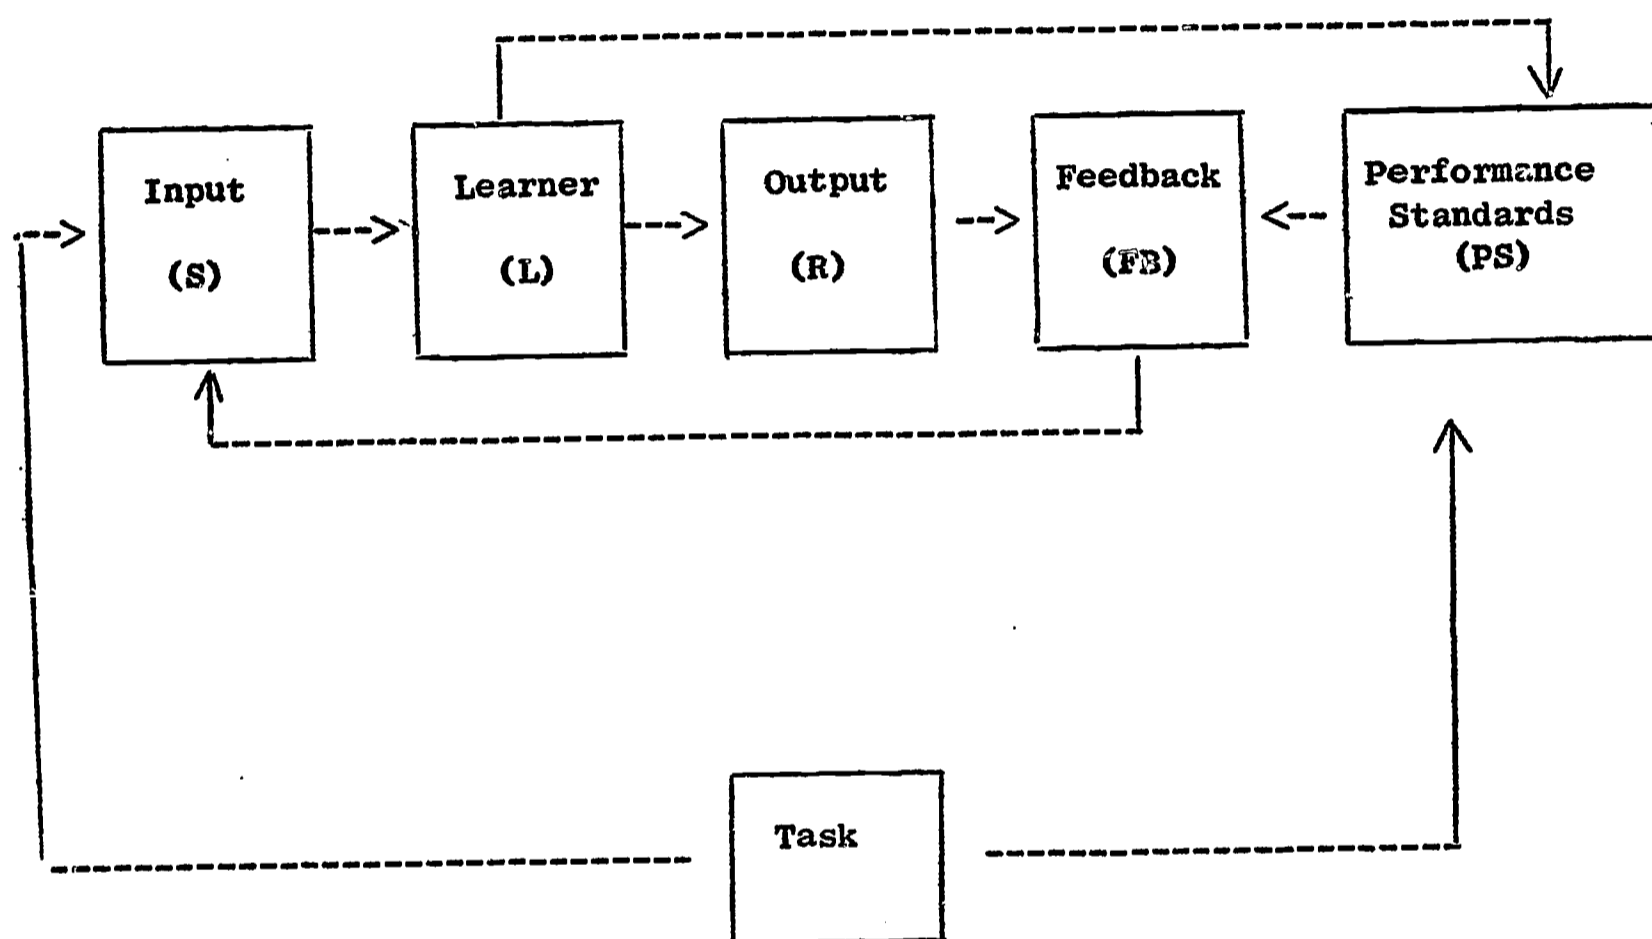 Input
(S)
Learner
(L)
Output
(R)
Feedback
(FB)
Performance
Standards
(PS)
Task